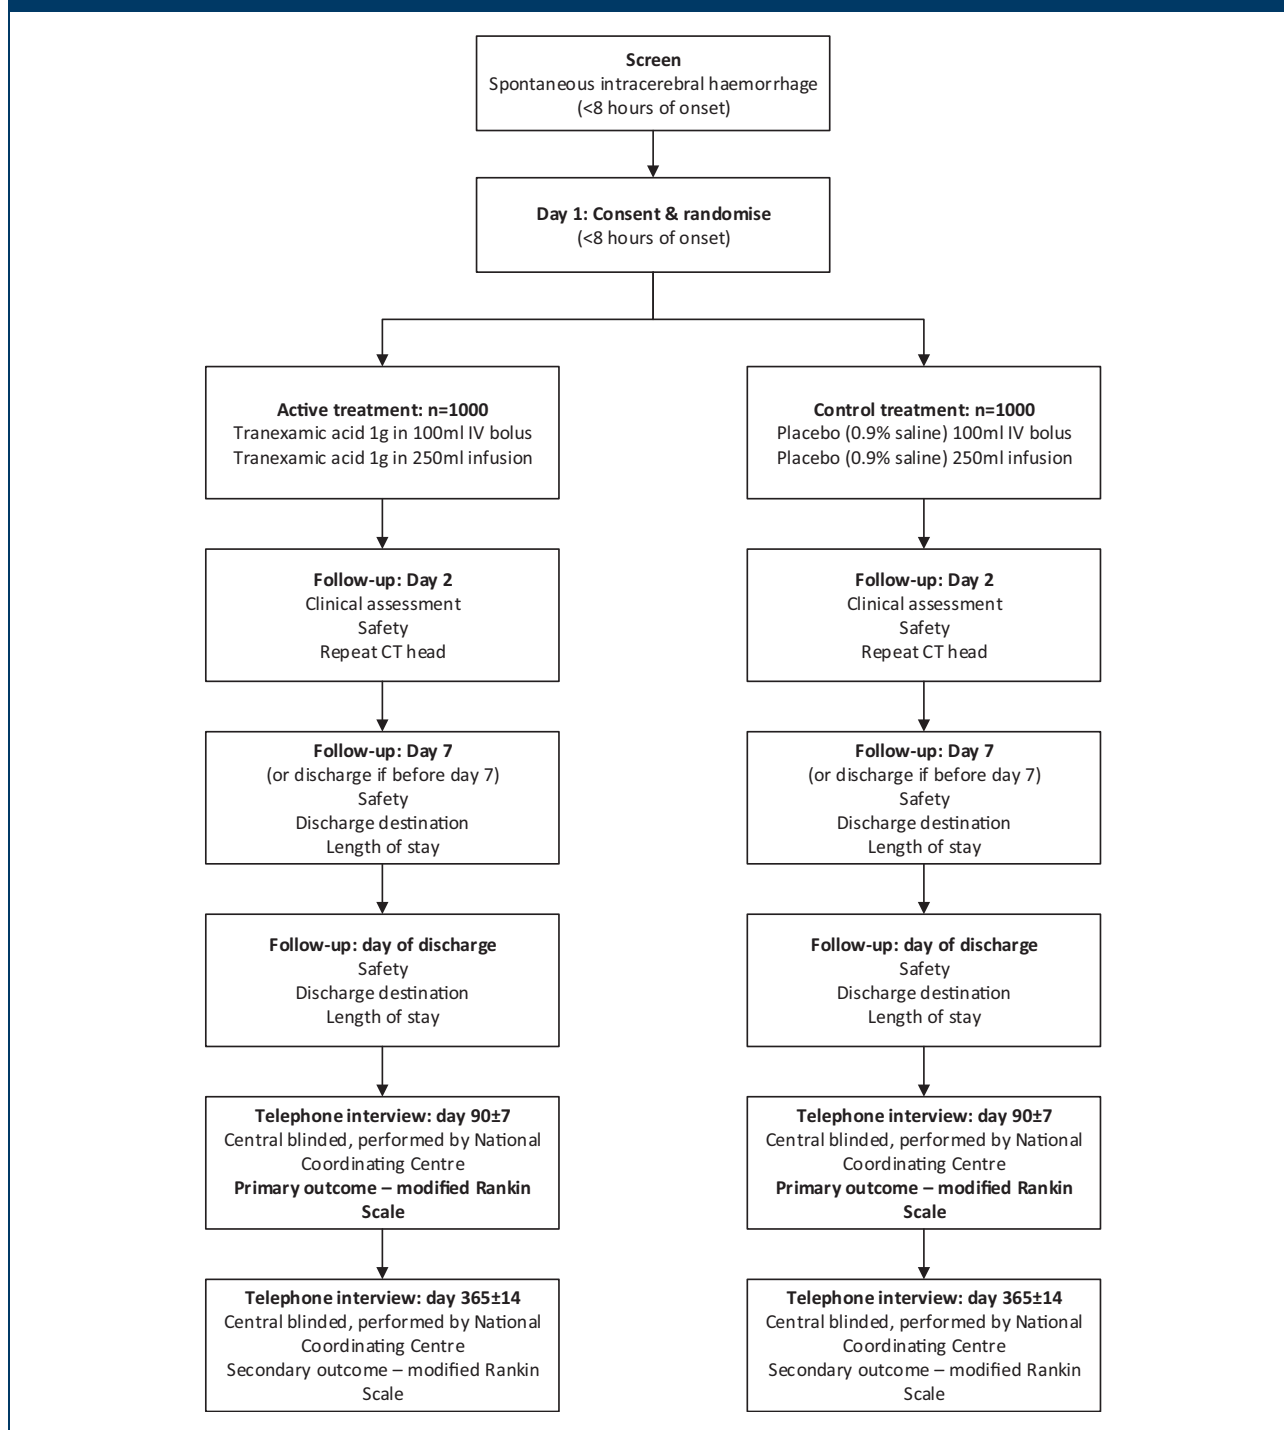 Screen
Spontaneous intracerebral haemorrhage
(<8 hours of onset)
Day 1: Consent & randomise
(<8 hours of onset)
Active treatment: n=1000
Tranexamic acid 1g in 100ml IV bolus
Tranexamic acid 1g in 250ml infusion
Control treatment: n=1000
Placebo (0.9% saline) 100ml IV bolus
Placebo (0.9% saline) 250ml infusion
Follow-up: Day 2
Clinical assessment
Safety
Repeat CT head
Follow-up: Day 2
Clinical assessment
Safety
Repeat CT head
Follow-up: Day 7
(or discharge if before day 7)
Safety
Discharge destination
Length of stay
Follow-up: Day 7
(or discharge if before day 7)
Safety
Discharge destination
Length of stay
Follow-up: day of discharge
Safety
Discharge destination
Length of stay
Follow-up: day of discharge
Safety
Discharge destination
Length of stay
Telephone interview: day 90±7
Central blinded, performed by National
Coordinating Centre
Primary outcome – modified Rankin
Scale
Telephone interview: day 90±7
Central blinded, performed by National
Coordinating Centre
Primary outcome – modified Rankin
Scale
Telephone interview: day 365±14
Central blinded, performed by National
Coordinating Centre
Secondary outcome – modified Rankin
Scale
Telephone interview: day 365±14
Central blinded, performed by National
Coordinating Centre
Secondary outcome – modified Rankin
Scale